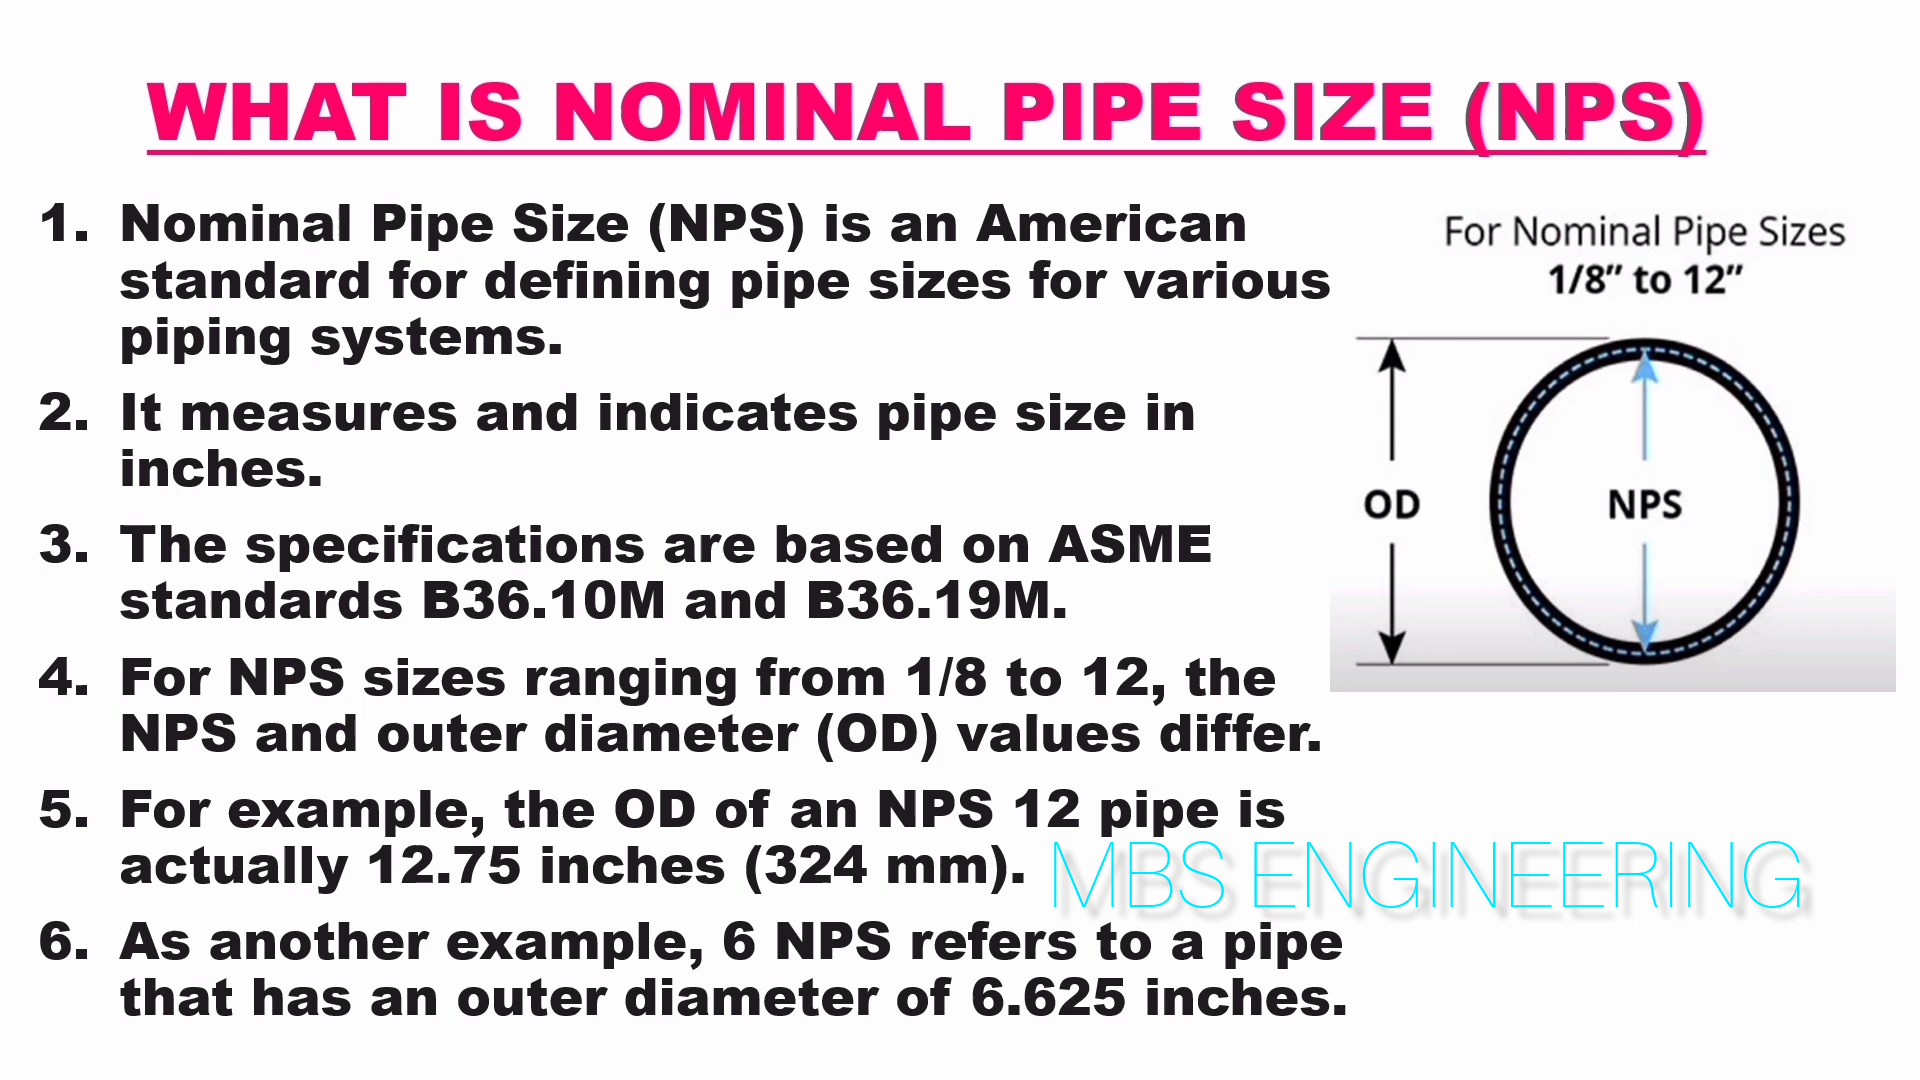 WHAT IS NOMINAL PIPE SIZE (NPS)
1. Nominal Pipe Size (NPS) is an American
standard for defining pipe sizes for various
piping systems.
2. It measures and indicates pipe size in
inches.
3. The specifications are based on ASME
standards B36.10M and B36.19M.
4. For NPS sizes ranging from 1/8 to 12, the
NPS and outer diameter (OD) values differ.
5. For example, the OD of an NPS 12 pipe is
actually 12.75 inches (324 mm).
6. As another example, 6 NPS refers to a pipe
that has an outer diameter of 6.625 inches.
For Nominal Pipe Sizes
1/8” to 12”
OD
NPS
MBS ENGINEERING